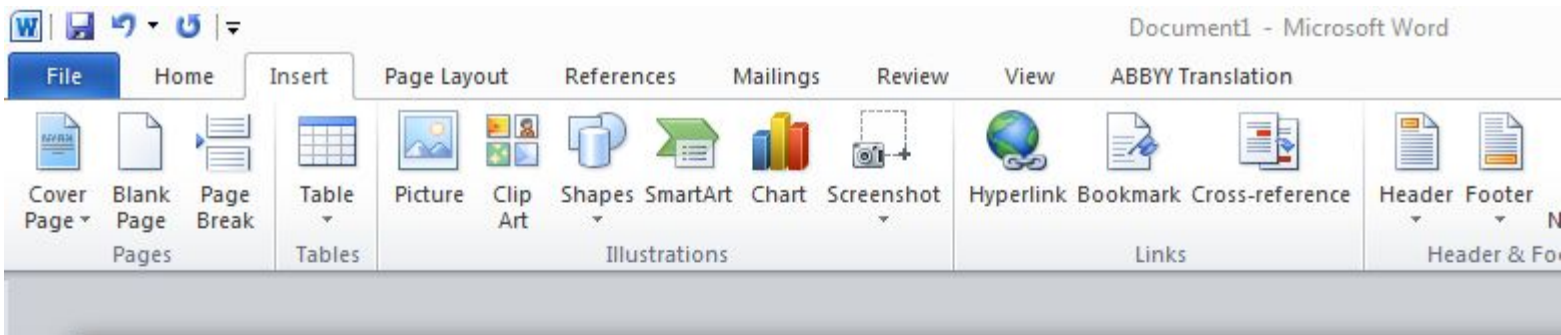 Document1 - Microsoft Word
File Home Insert Page Layout References Mailings Review View ABBYY Translation
Cover Page Blank Page Page Break Table Picture Clip Art Shapes SmartArt Chart Screenshot Hyperlink Bookmark Cross-reference Header Footer
Pages Tables Illustrations Links Header &